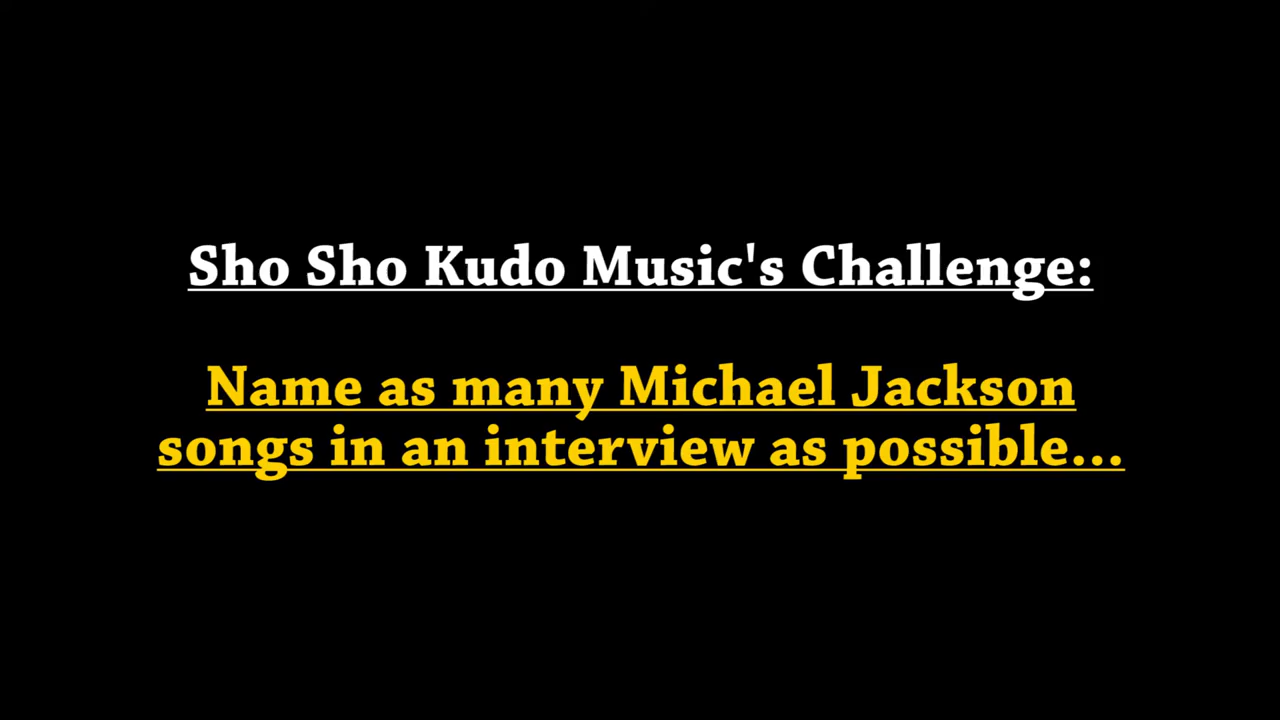 Sho Sho Kudo Music's Challenge:
Name as many Michael Jackson
songs in an interview as possible...